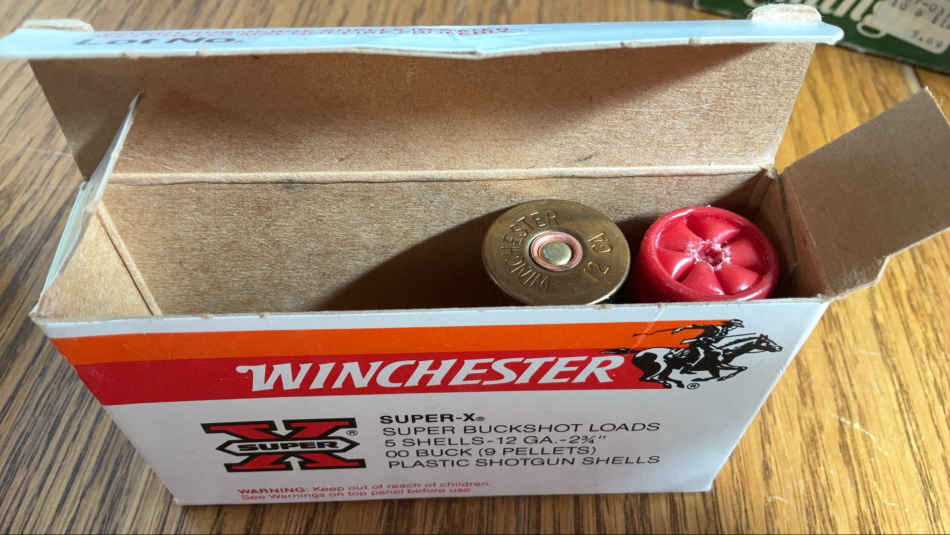 Lot No.
WINCHESTER
12 GA
WINCHESTER
®
X
SUPER
®
SUPER-X®
SUPER BUCKSHOT LOADS
5 SHELLS-12 GA.-2¾"
00 BUCK (9 PELLETS)
PLASTIC SHOTGUN SHELLS
WARNING: Keep out of reach of children.
See Warnings on top panel before use